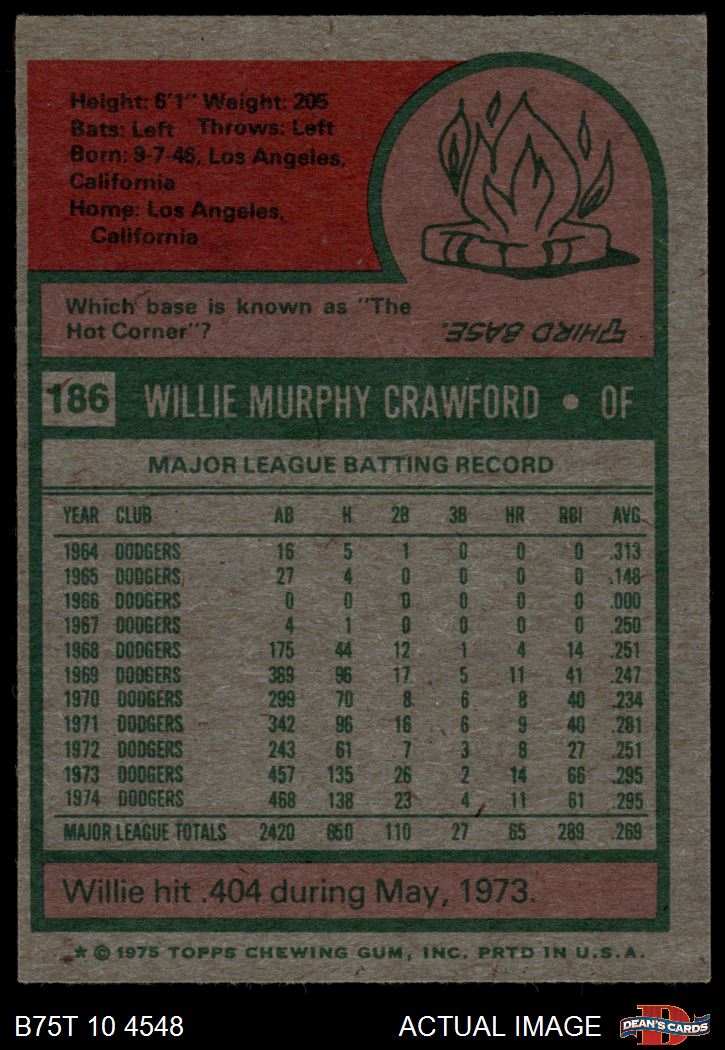 Height: 6'1" Weight: 205
Bats: Left Throws: Left
Born: 9-7-46, Los Angeles,
California
Home: Los Angeles,
California
Which base is known as "The
Hot Corner"?
THIRD BASE.
186 WILLIE MURPHY CRAWFORD • OF
MAJOR LEAGUE BATTING RECORD
YEAR CLUB AB H 2B 3B HR RBI AVG.
1964 DODGERS 16 5 1 0 0 0 .313
1965 DODGERS 27 4 0 0 0 0 .148
1966 DODGERS 0 0 0 0 0 0 .000
1967 DODGERS 4 1 0 0 0 0 .250
1968 DODGERS 175 44 12 1 4 14 .251
1969 DODGERS 389 96 17 5 11 41 .247
1970 DODGERS 299 70 8 6 8 40 .234
1971 DODGERS 342 96 16 6 9 40 .281
1972 DODGERS 243 61 7 3 8 27 .251
1973 DODGERS 457 135 26 2 14 66 .295
1974 DODGERS 468 138 23 4 11 61 .295
MAJOR LEAGUE TOTALS 2420 650 110 27 65 289 .269
Willie hit .404 during May, 1973.
* © 1975 TOPPS CHEWING GUM, INC. PRTD IN U.S.A.
B75T 10 4548 ACTUAL IMAGE D DEAN'S CARDS